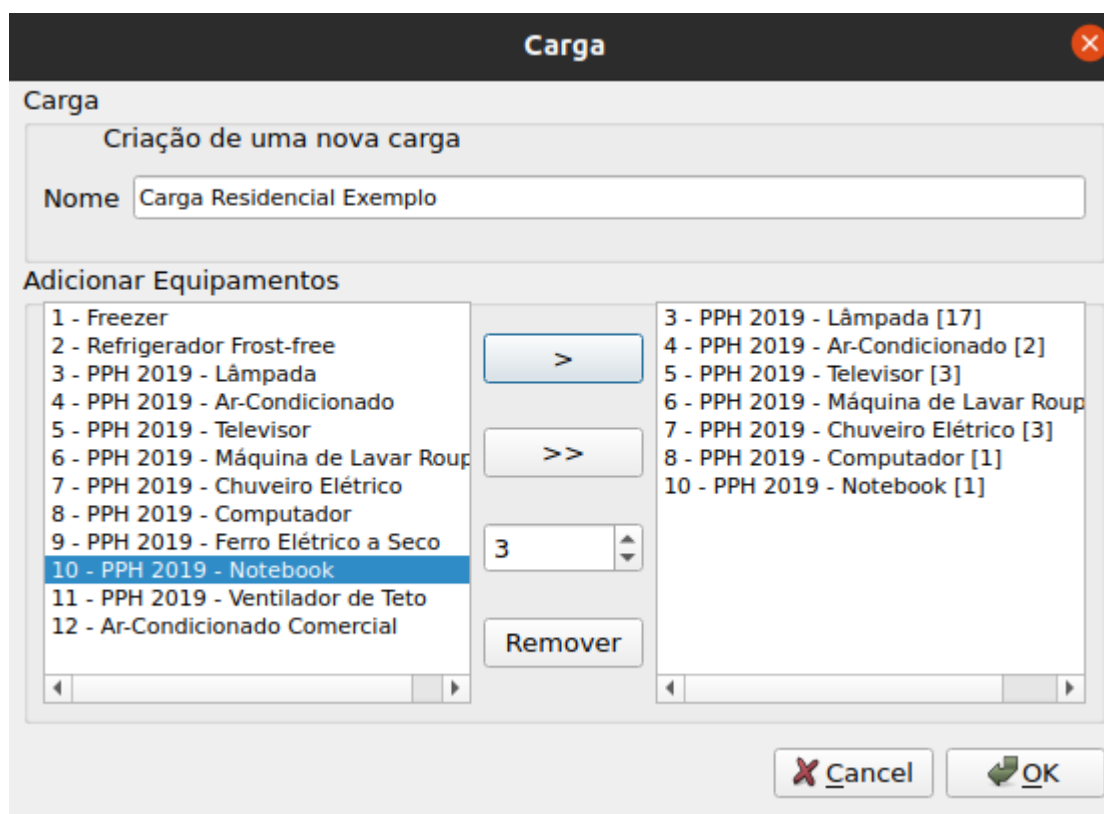 Carga
Carga
Criação de uma nova carga
Nome Carga Residencial Exemplo
Adicionar Equipamentos
1 - Freezer
2 - Refrigerador Frost-free
3 - PPH 2019 - Lâmpada
4 - PPH 2019 - Ar-Condicionado
5 - PPH 2019 - Televisor
6 - PPH 2019 - Máquina de Lavar Roup
7 - PPH 2019 - Chuveiro Elétrico
8 - PPH 2019 - Computador
9 - PPH 2019 - Ferro Elétrico a Seco
10 - PPH 2019 - Notebook
11 - PPH 2019 - Ventilador de Teto
12 - Ar-Condicionado Comercial
>
>>
3
Remover
3 - PPH 2019 - Lâmpada [17]
4 - PPH 2019 - Ar-Condicionado [2]
5 - PPH 2019 - Televisor [3]
6 - PPH 2019 - Máquina de Lavar Roup
7 - PPH 2019 - Chuveiro Elétrico [3]
8 - PPH 2019 - Computador [1]
10 - PPH 2019 - Notebook [1]
Cancel
OK